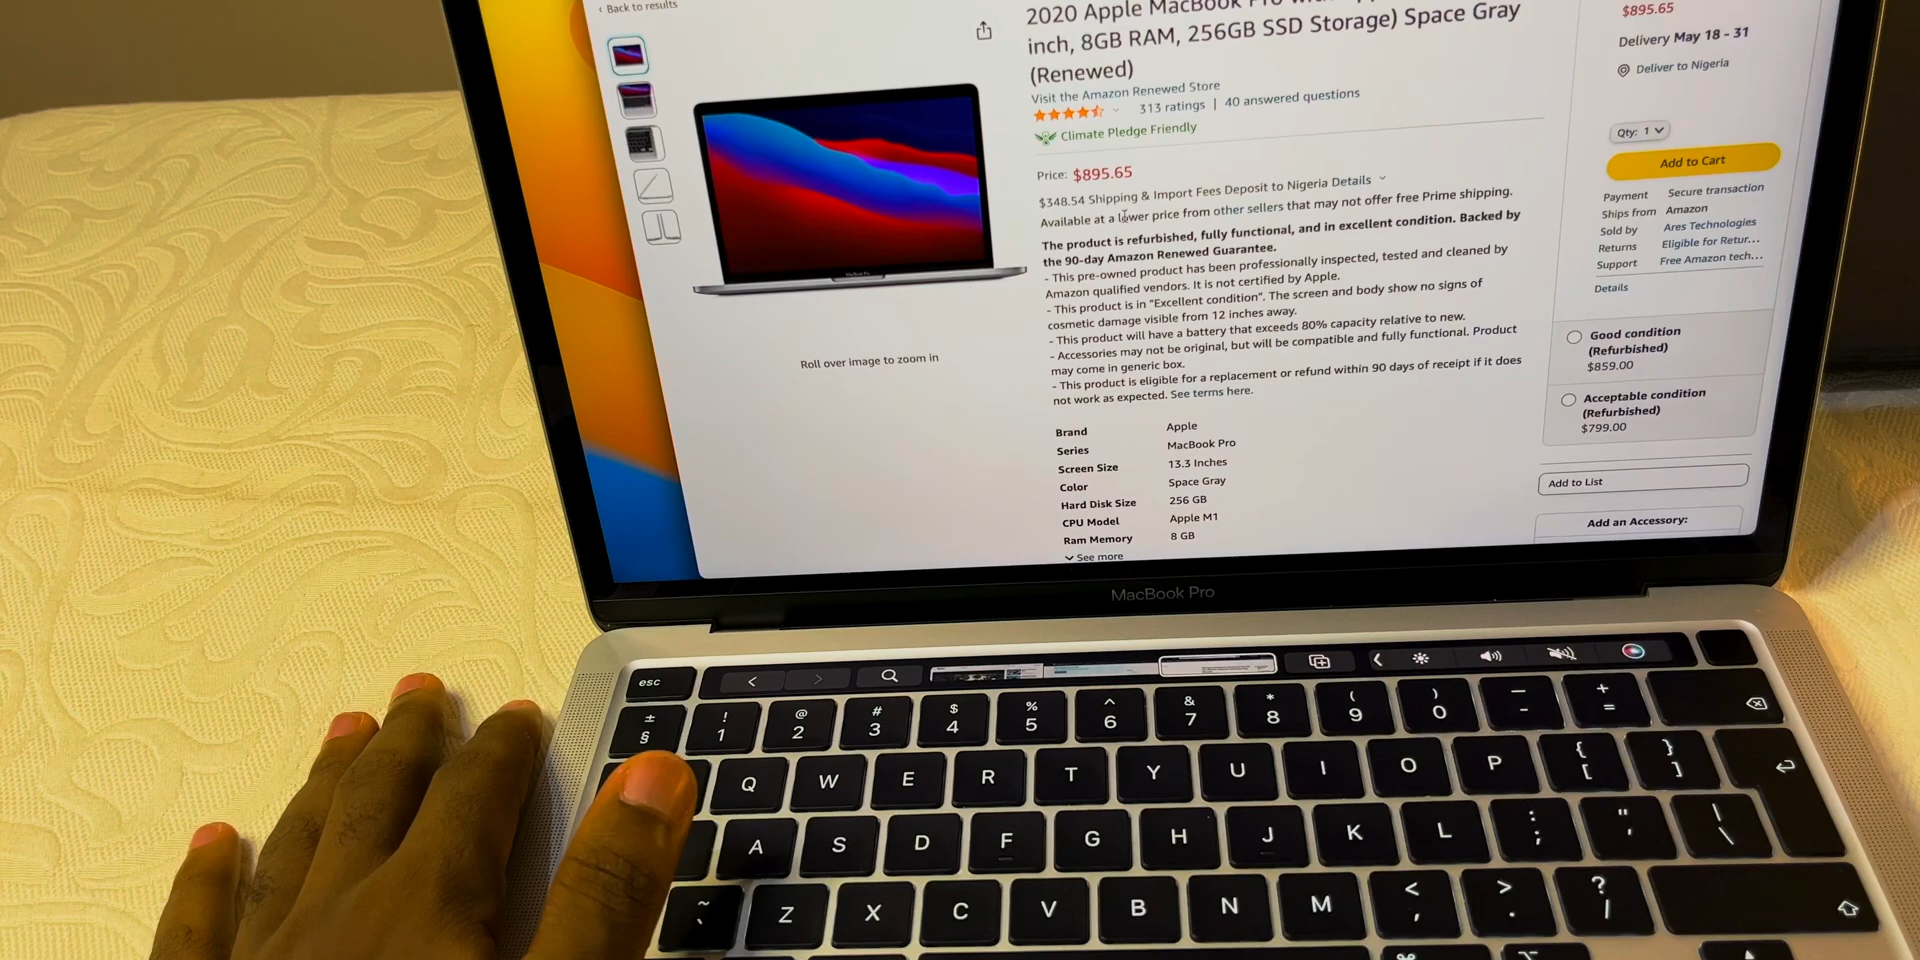 ‹ Back to results
2020 Apple MacBook Pro
inch, 8GB RAM, 256GB SSD Storage) Space Gray
(Renewed)
Visit the Amazon Renewed Store
313 ratings | 40 answered questions
Climate Pledge Friendly
Price: $895.65
$348.54 Shipping & Import Fees Deposit to Nigeria Details
Available at a lower price from other sellers that may not offer free Prime shipping.
The product is refurbished, fully functional, and in excellent condition. Backed by
the 90-day Amazon Renewed Guarantee.
- This pre-owned product has been professionally inspected, tested and cleaned by
Amazon qualified vendors. It is not certified by Apple.
- This product is in "Excellent condition". The screen and body show no signs of
cosmetic damage visible from 12 inches away.
- This product will have a battery that exceeds 80% capacity relative to new.
- Accessories may not be original, but will be compatible and fully functional. Product
may come in generic box.
- This product is eligible for a replacement or refund within 90 days of receipt if it does
not work as expected. See terms here.
Brand Apple
Series MacBook Pro
Screen Size 13.3 Inches
Color Space Gray
Hard Disk Size 256 GB
CPU Model Apple M1
Ram Memory 8 GB
See more
Roll over image to zoom in
$895.65
Delivery May 18 - 31
Deliver to Nigeria
Qty: 1
Add to Cart
Payment Secure transaction
Ships from Amazon
Sold by Ares Technologies
Returns Eligible for Retur...
Support Free Amazon tech...
Details
Good condition
(Refurbished)
$859.00
Acceptable condition
(Refurbished)
$799.00
Add to List
Add an Accessory:
MacBook Pro
esc
± § ! 1 @ 2 # 3 $ 4 % 5 ^ 6 & 7 * 8 ( 9 ) 0 — - + =
Q W E R T Y U I O P { [ } ]
A S D F G H J K L : ; " ' | \
~ ` Z X C V B N M < , > . ? /
⌘ ⌥ ▲